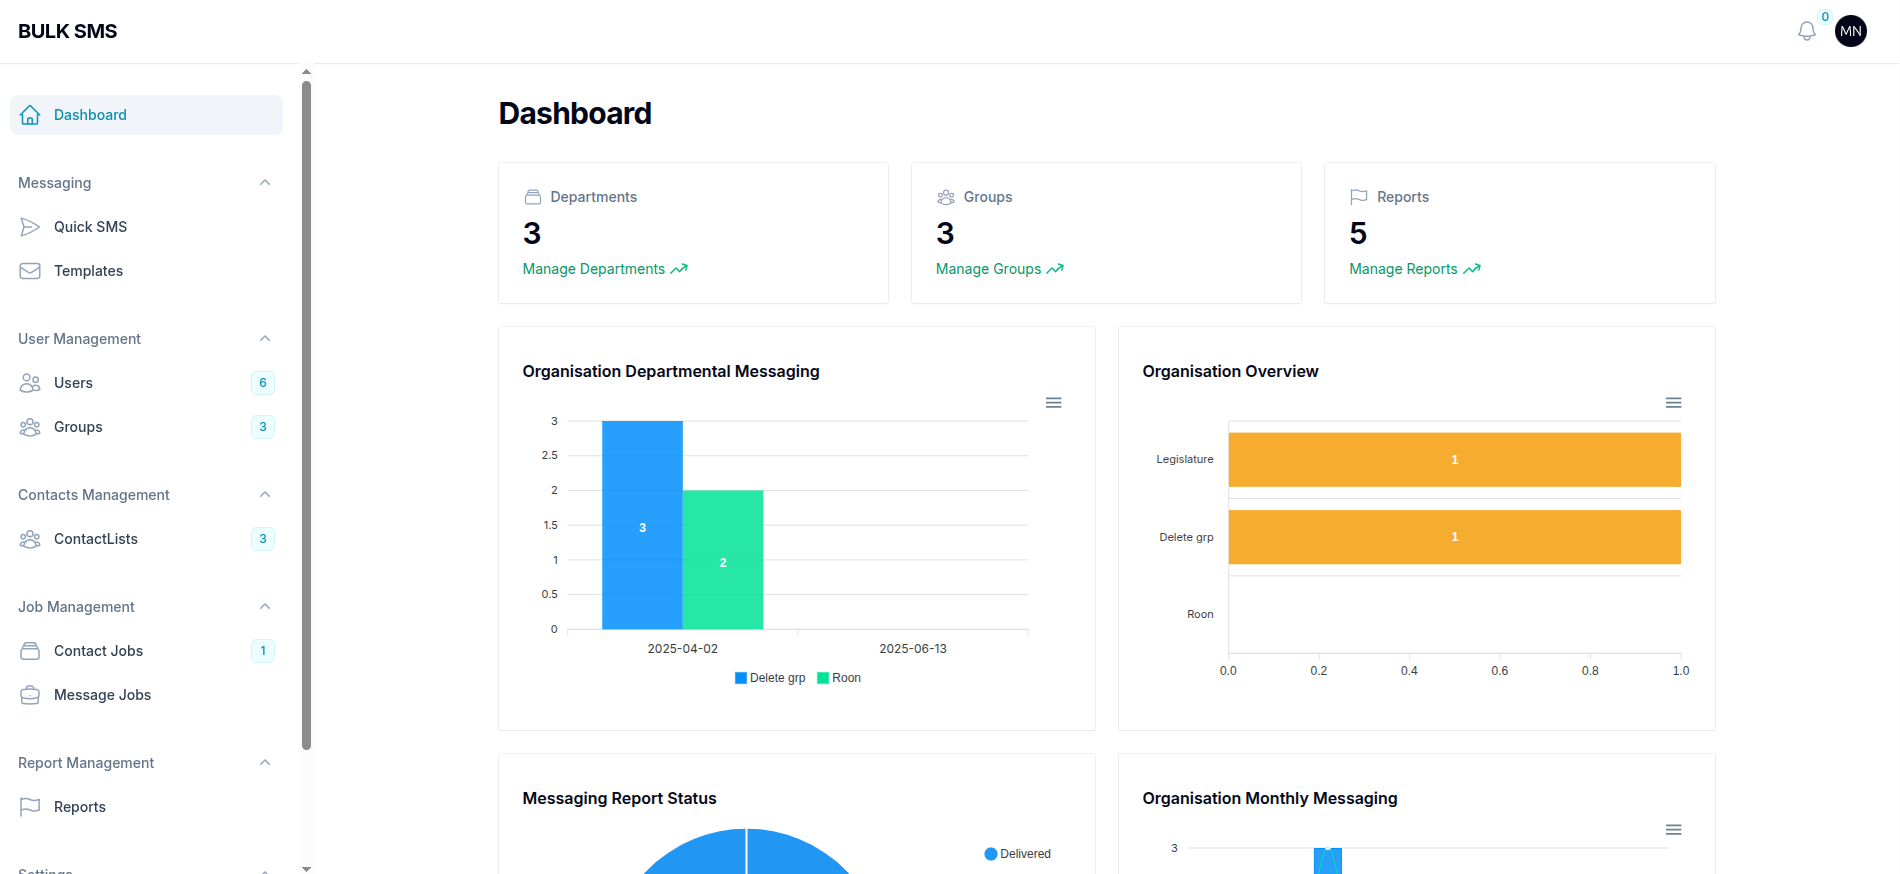 BULK SMS
0
MN
Dashboard
Messaging
Quick SMS
Templates
User Management
Users
6
Groups
3
Contacts Management
ContactLists
3
Job Management
Contact Jobs
1
Message Jobs
Report Management
Reports
Settings
Dashboard
Departments
3
Manage Departments
Groups
3
Manage Groups
Reports
5
Manage Reports
Organisation Departmental Messaging
3
2.5
2
1.5
1
0.5
0
3
2
2025-04-02
2025-06-13
Delete grp
Roon
Organisation Overview
Legislature
1
Delete grp
1
Roon
0.0
0.2
0.4
0.6
0.8
1.0
Messaging Report Status
Delivered
Organisation Monthly Messaging
3